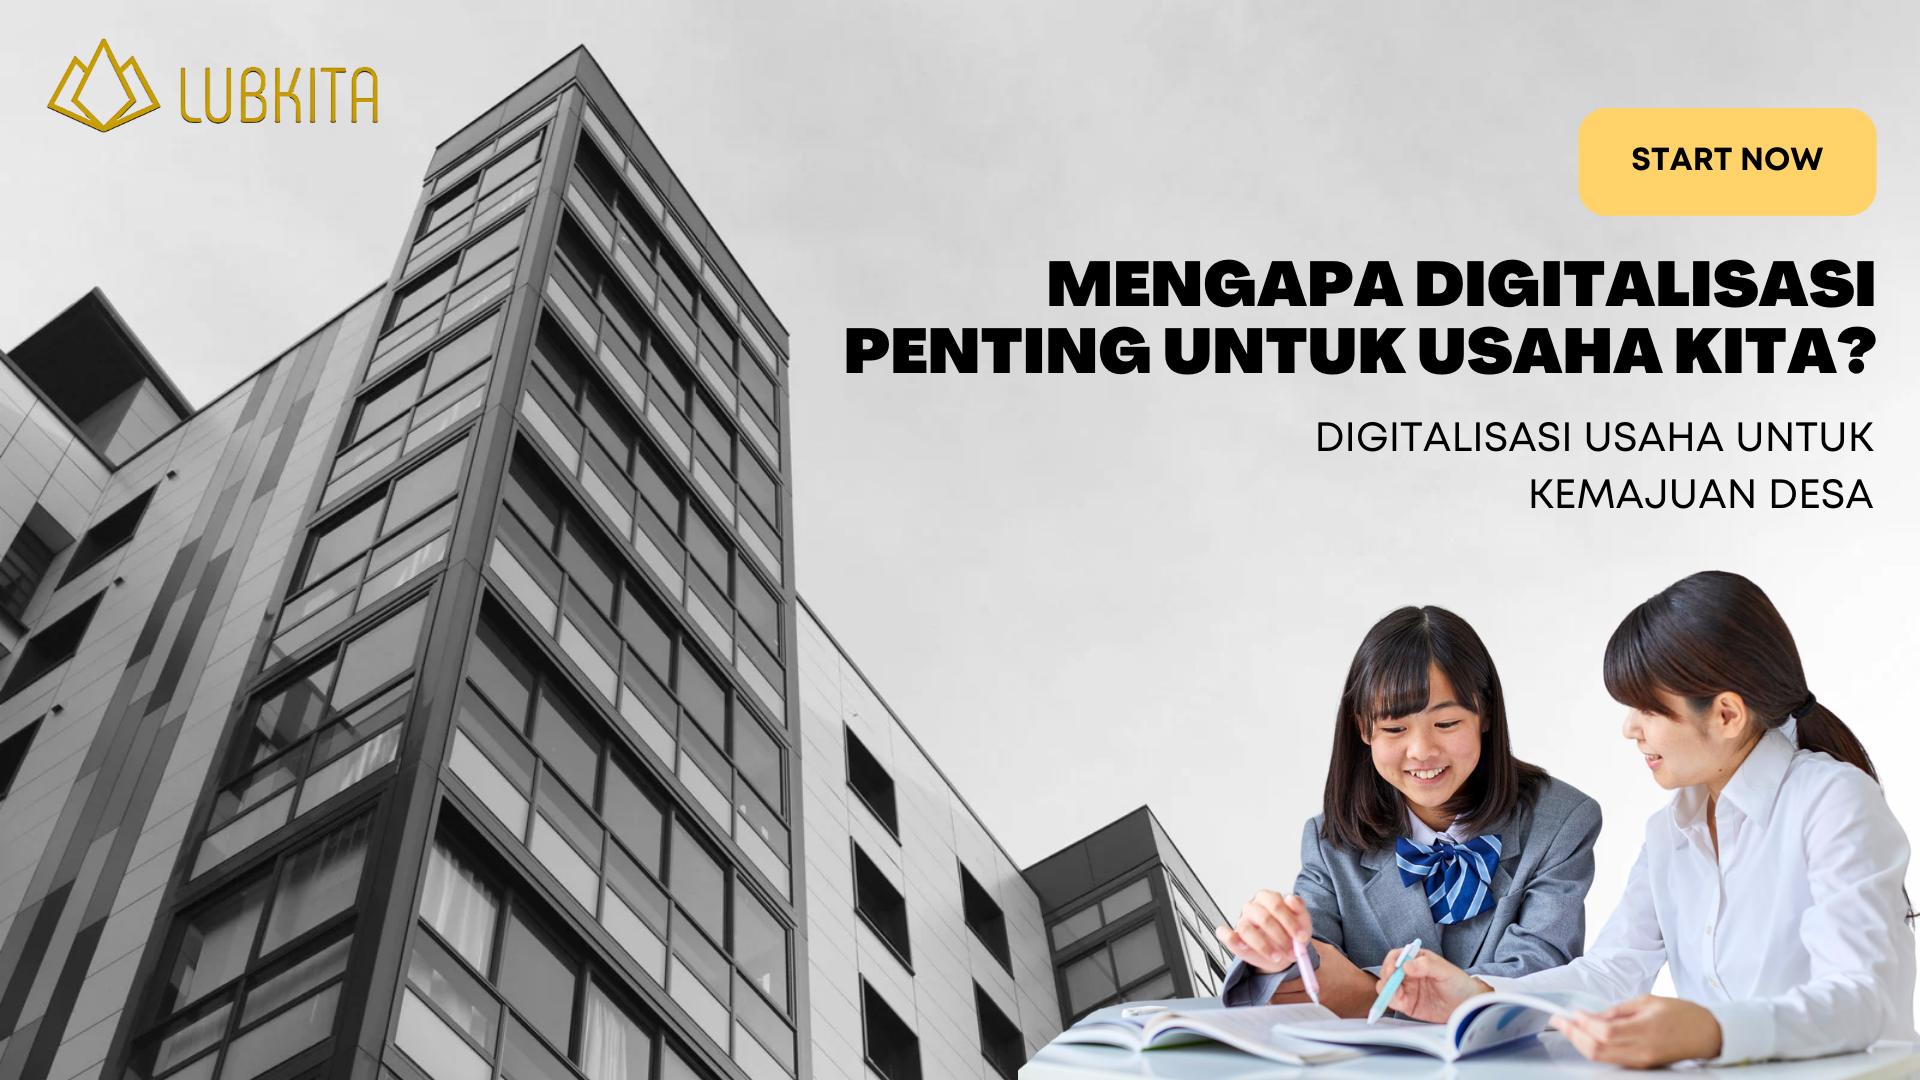 LUBKITA
START NOW
MENGAPA DIGITALISASI
PENTING UNTUK USAHA KITA?
DIGITALISASI USAHA UNTUK
KEMAJUAN DESA